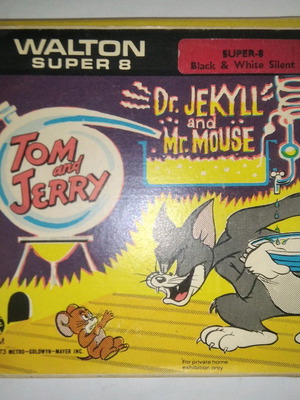 WALTON
SUPER 8
SUPER-8
Black & White Silent
Dr. JEKYLL
and
Mr. MOUSE
TOM
and
JERRY
For private home
exhibition only
73 METRO-GOLDWYN-MAYER INC.